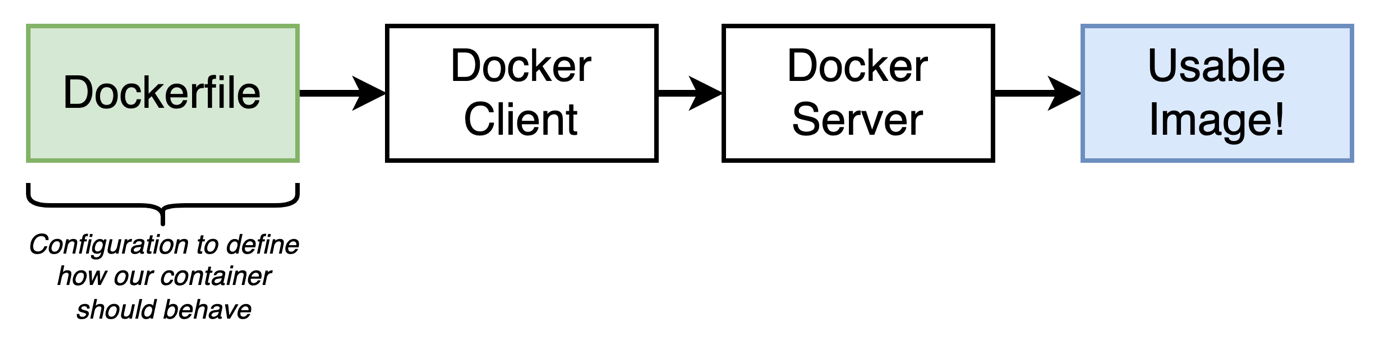 Dockerfile
Docker
Client
Docker
Server
Usable
Image!
Configuration to define
how our container
should behave